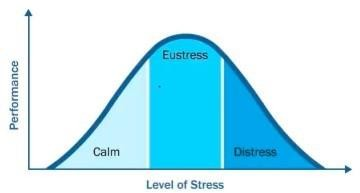 Performance
Eustress
Calm
Distress
Level of Stress